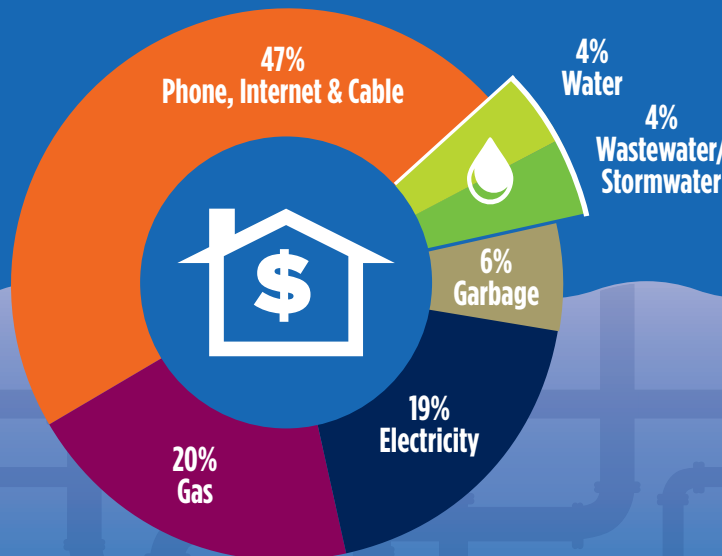 47%
Phone, Internet & Cable
4%
Water
4%
Wastewater/
Stormwater
6%
Garbage
$
19%
Electricity
20%
Gas